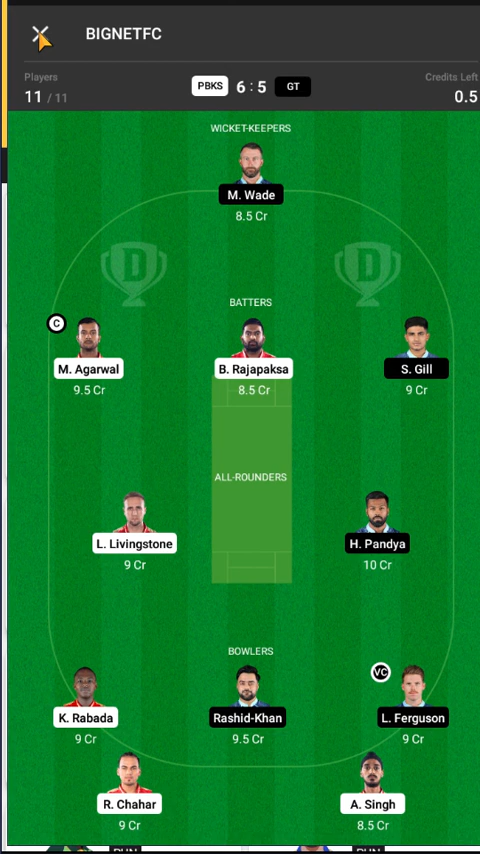 BIGNETFC
Players
11 / 11
PBKS 6 : 5 GT
Credits Left
0.5
WICKET-KEEPERS
M. Wade
8.5 Cr
D
D
BATTERS
C
M. Agarwal
9.5 Cr
B. Rajapaksa
8.5 Cr
S. Gill
9 Cr
ALL-ROUNDERS
L. Livingstone
9 Cr
H. Pandya
10 Cr
BOWLERS
K. Rabada
9 Cr
Rashid-Khan
9.5 Cr
VC
L. Ferguson
9 Cr
R. Chahar
9 Cr
A. Singh
8.5 Cr